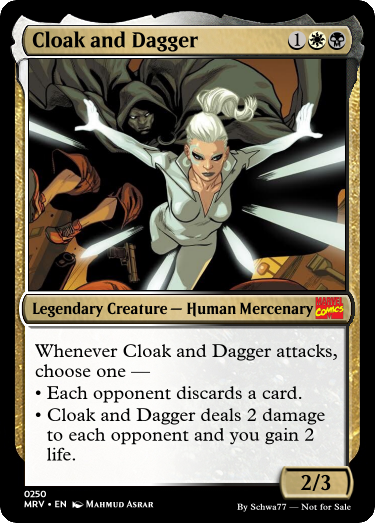 Cloak and Dagger 1
Legendary Creature — Human Mercenary MARVEL COMICS
Whenever Cloak and Dagger attacks,
choose one —
• Each opponent discards a card.
• Cloak and Dagger deals 2 damage
to each opponent and you gain 2
life.
2/3
0250
MRV • EN Mahmud Asrar
By Schwa77 — Not for Sale